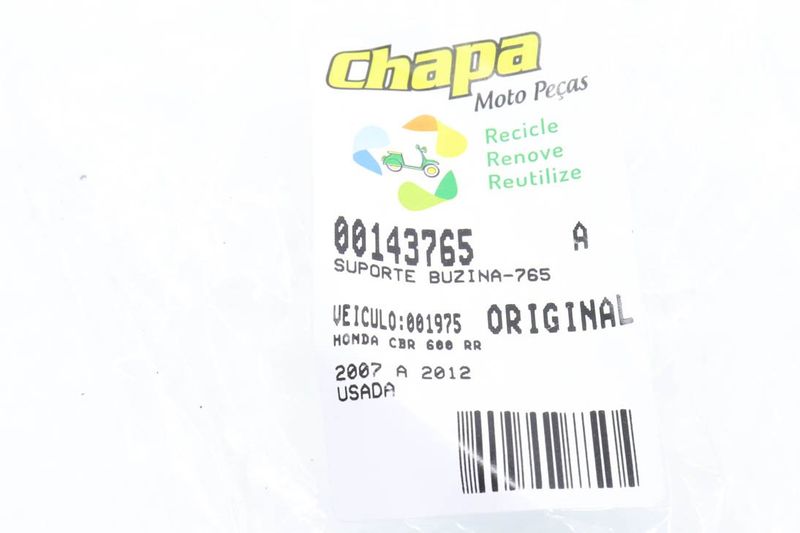 Chapa
Moto Peças
Recicle
Renove
Reutilize
00143765 A
SUPORTE BUZINA-765
VEICULO:001975 ORIGINAL
HONDA CBR 600 RR
2007 A 2012
USADA